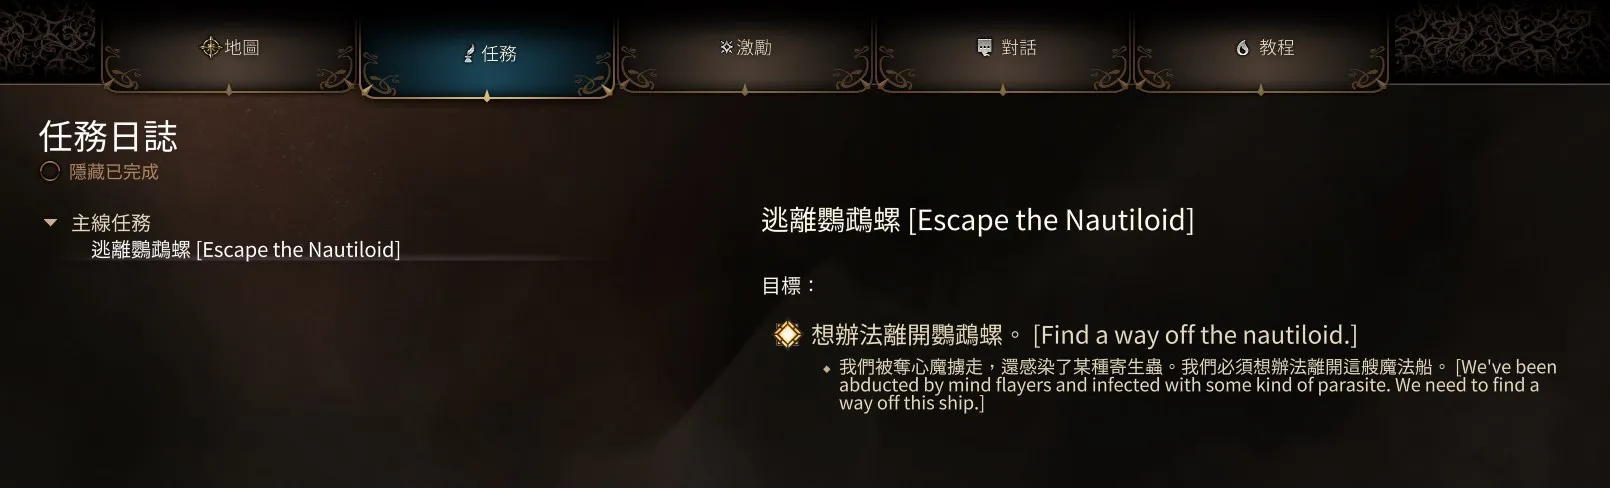 地圖
任務
激勵
對話
教程
任務日誌
隱藏已完成
主線任務
逃離鸚鵡螺 [Escape the Nautiloid]
逃離鸚鵡螺 [Escape the Nautiloid]
目標：
想辦法離開鸚鵡螺。 [Find a way off the nautiloid.]
我們被奪心魔擄走，還感染了某種寄生蟲。我們必須想辦法離開這艘魔法船。 [We've been
abducted by mind flayers and infected with some kind of parasite. We need to find a
way off this ship.]